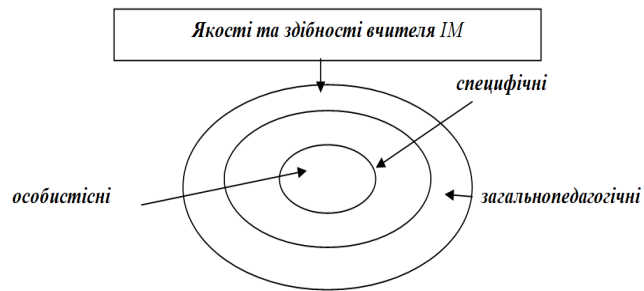 Якості та здібності вчителя ІМ
специфічні
особистісні
загальнопедагогічні